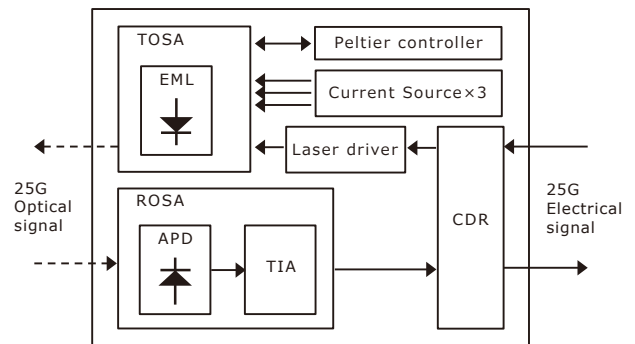 TOSA
Peltier controller
EML
Current Source×3
Laser driver
25G
Optical
signal
ROSA
APD
TIA
CDR
25G
Electrical
signal